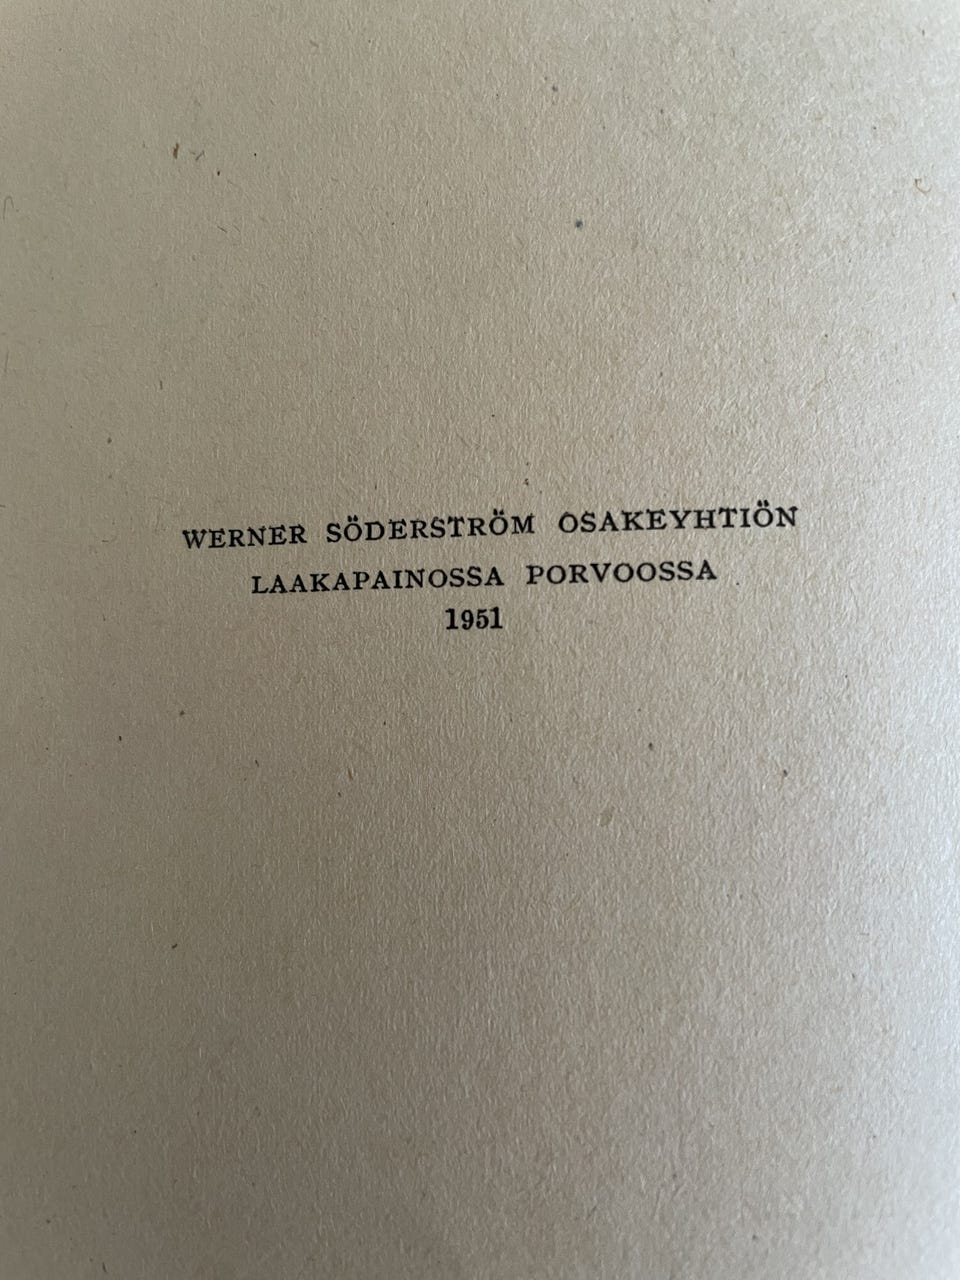 WERNER SÖDERSTRÖM OSAKEYHTIÖN
LAAKAPAINOSSA PORVOOSSA
1951